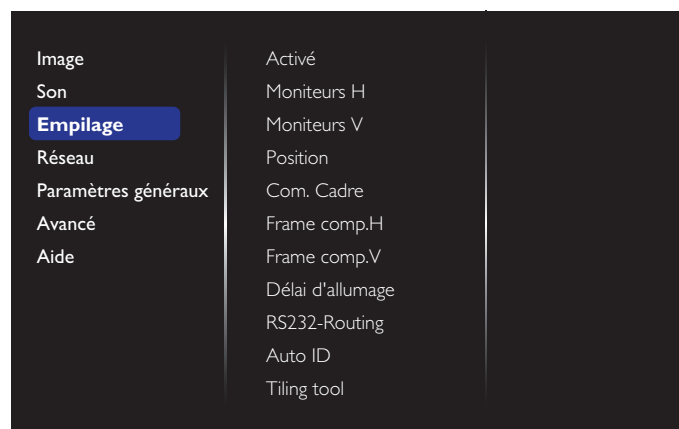 Image
Son
Empilage
Réseau
Paramètres généraux
Avancé
Aide
Activé
Moniteurs H
Moniteurs V
Position
Com. Cadre
Frame comp.H
Frame comp.V
Délai d'allumage
RS232-Routing
Auto ID
Tiling tool